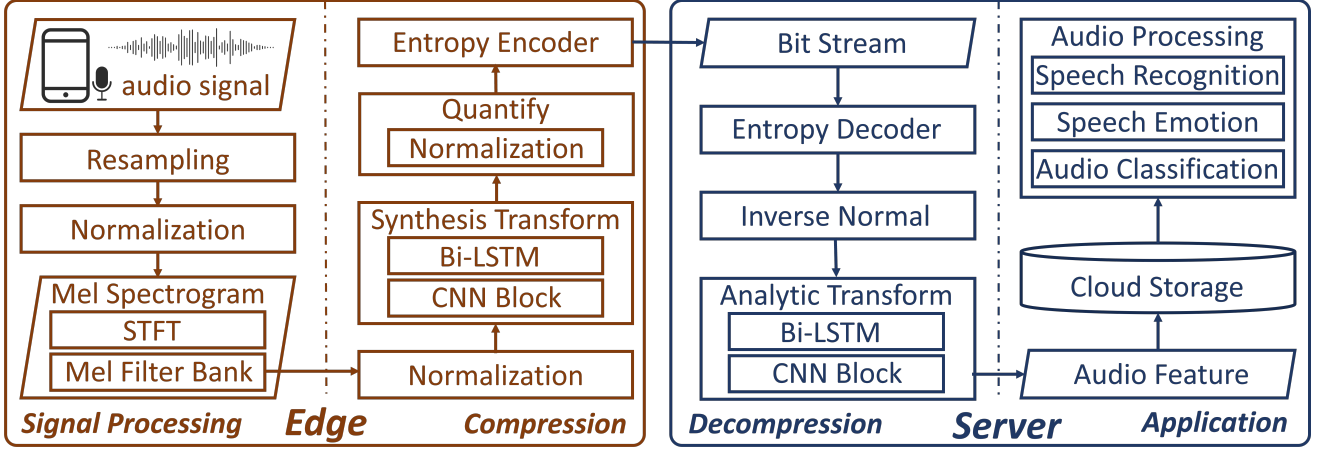 audio signal
Resampling
Normalization
Mel Spectrogram
STFT
Mel Filter Bank
Signal Processing
Edge
Entropy Encoder
Quantify
Normalization
Synthesis Transform
Bi-LSTM
CNN Block
Normalization
Compression
Bit Stream
Entropy Decoder
Inverse Normal
Analytic Transform
Bi-LSTM
CNN Block
Decompression
Server
Audio Processing
Speech Recognition
Speech Emotion
Audio Classification
Cloud Storage
Audio Feature
Application